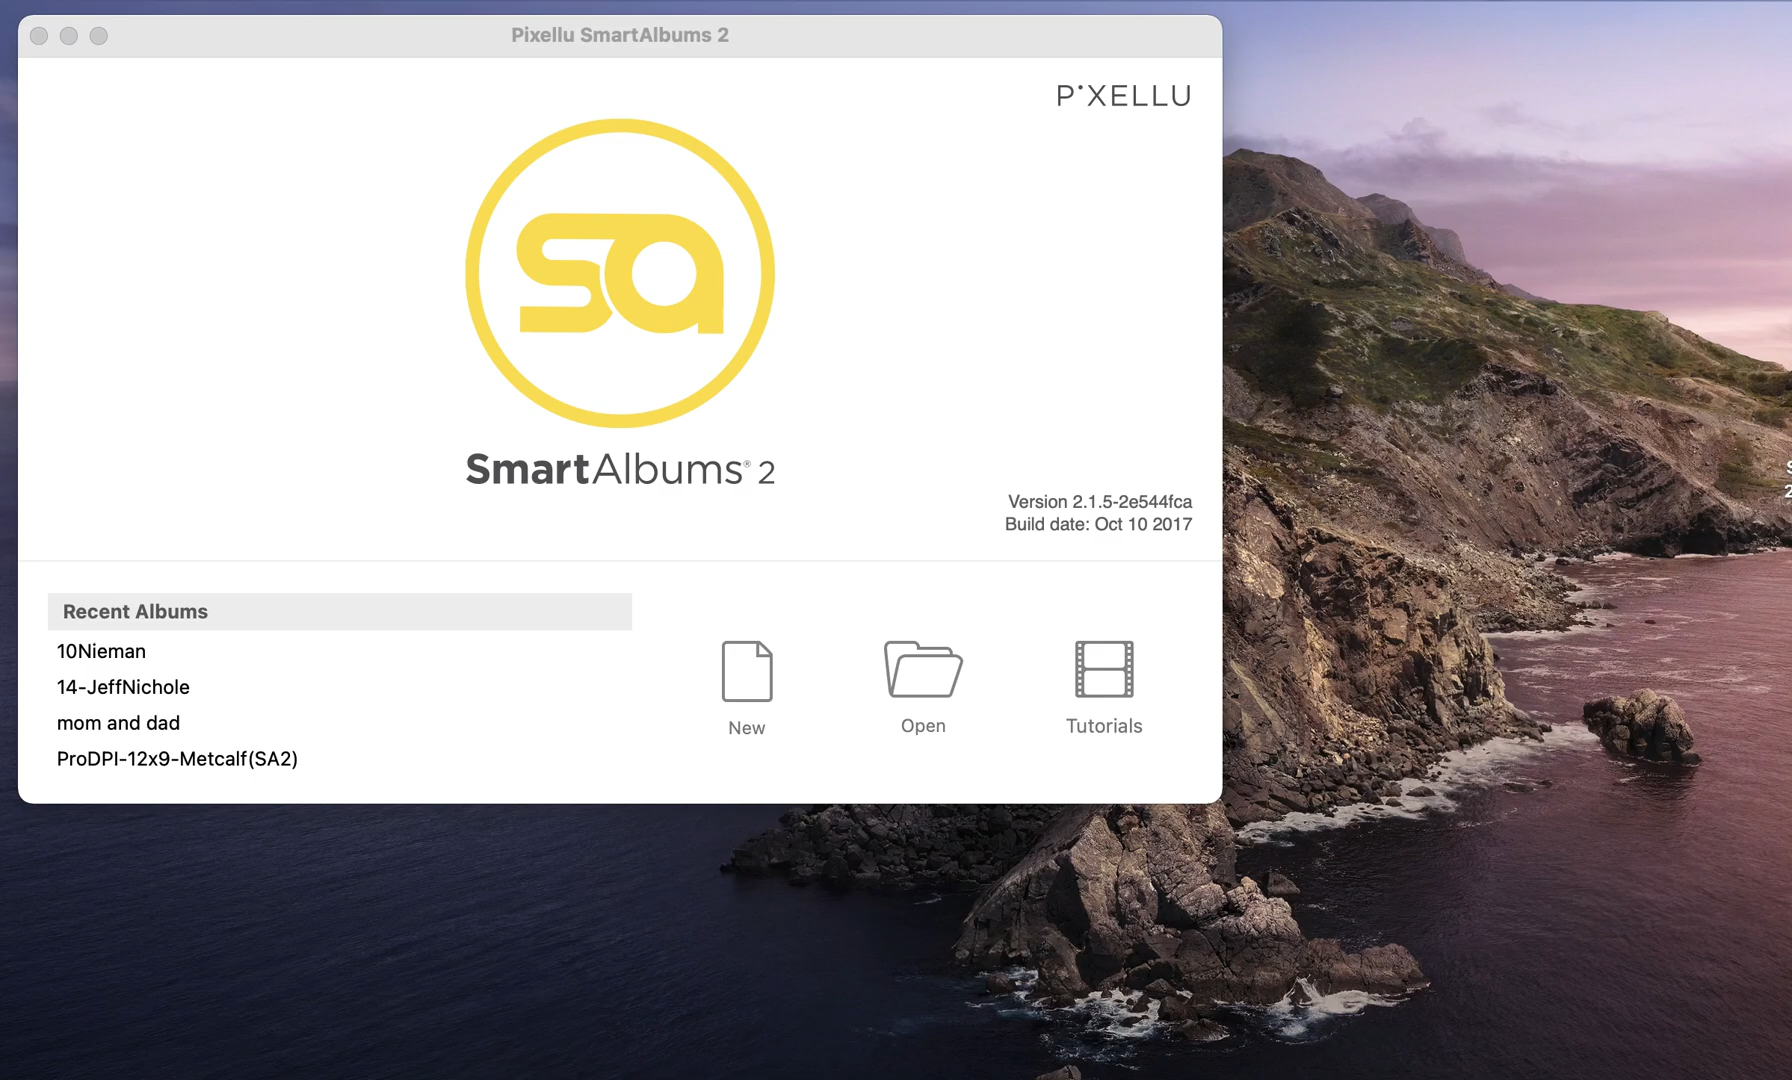 Pixellu SmartAlbums 2
PIXELLU
sa
SmartAlbums® 2
Version 2.1.5-2e544fca
Build date: Oct 10 2017
Recent Albums
10Nieman
14-JeffNichole
mom and dad
ProDPI-12x9-Metcalf(SA2)
New
Open
Tutorials